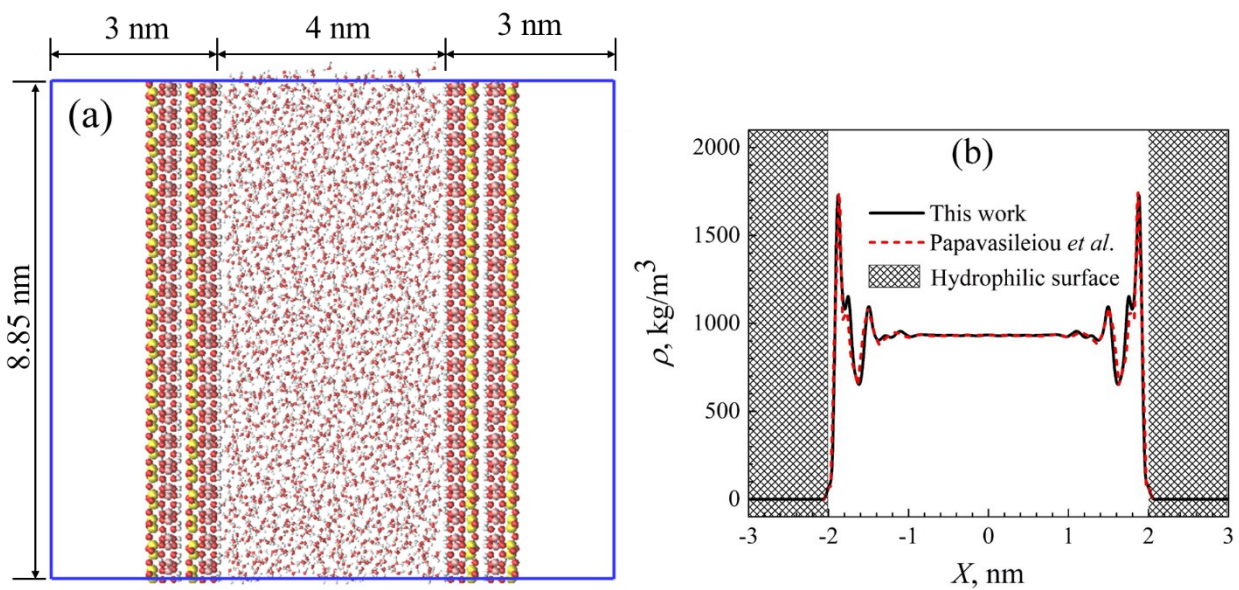 3 nm 4 nm 3 nm
(a)
8.85 nm
(b)
2000
1500
1000
500
0
ρ, kg/m³
This work
Papavasileiou et al.
Hydrophilic surface
-3 -2 -1 0 1 2 3
X, nm